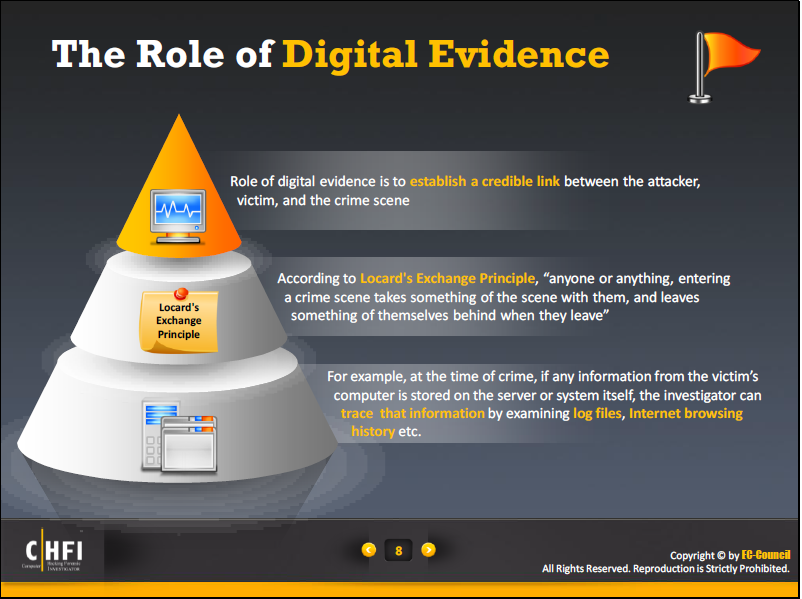 The Role of Digital Evidence
Role of digital evidence is to establish a credible link between the attacker,
victim, and the crime scene
According to Locard's Exchange Principle, “anyone or anything, entering
a crime scene takes something of the scene with them, and leaves
something of themselves behind when they leave”
Locard's
Exchange
Principle
For example, at the time of crime, if any information from the victim’s
computer is stored on the server or system itself, the investigator can
trace that information by examining log files, Internet browsing
history etc.
CHFI
Computer Hacking Forensic
INVESTIGATOR
8
Copyright © by EC-Council
All Rights Reserved. Reproduction is Strictly Prohibited.